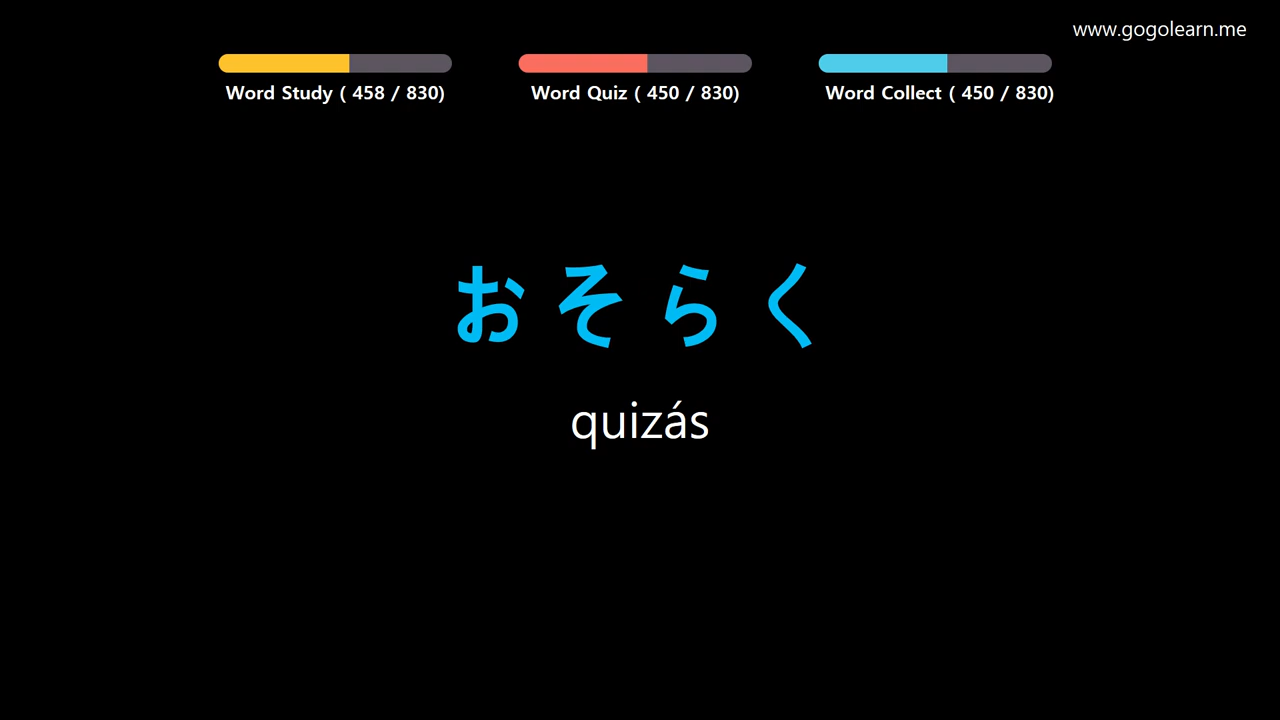 www.gogolearn.me
Word Study ( 458 / 830)
Word Quiz ( 450 / 830)
Word Collect ( 450 / 830)
おそらく
quizás